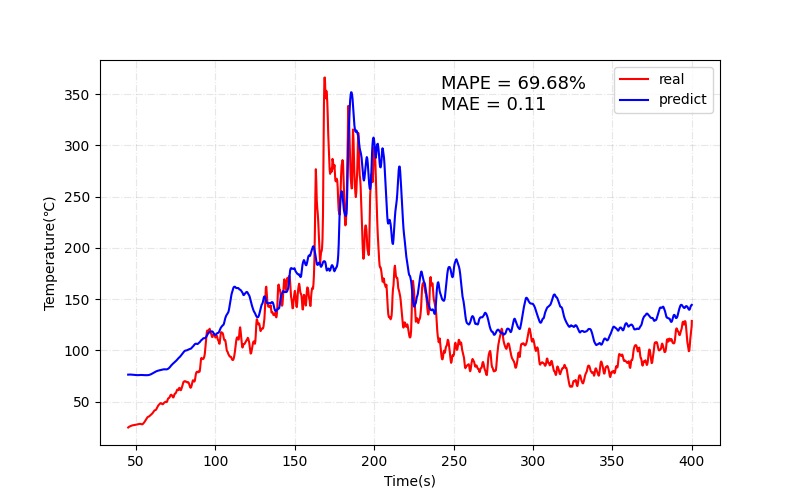 MAPE = 69.68%
MAE = 0.11
real
predict
Temperature(℃)
350
300
250
200
150
100
50
50 100 150 200 250 300 350 400
Time(s)